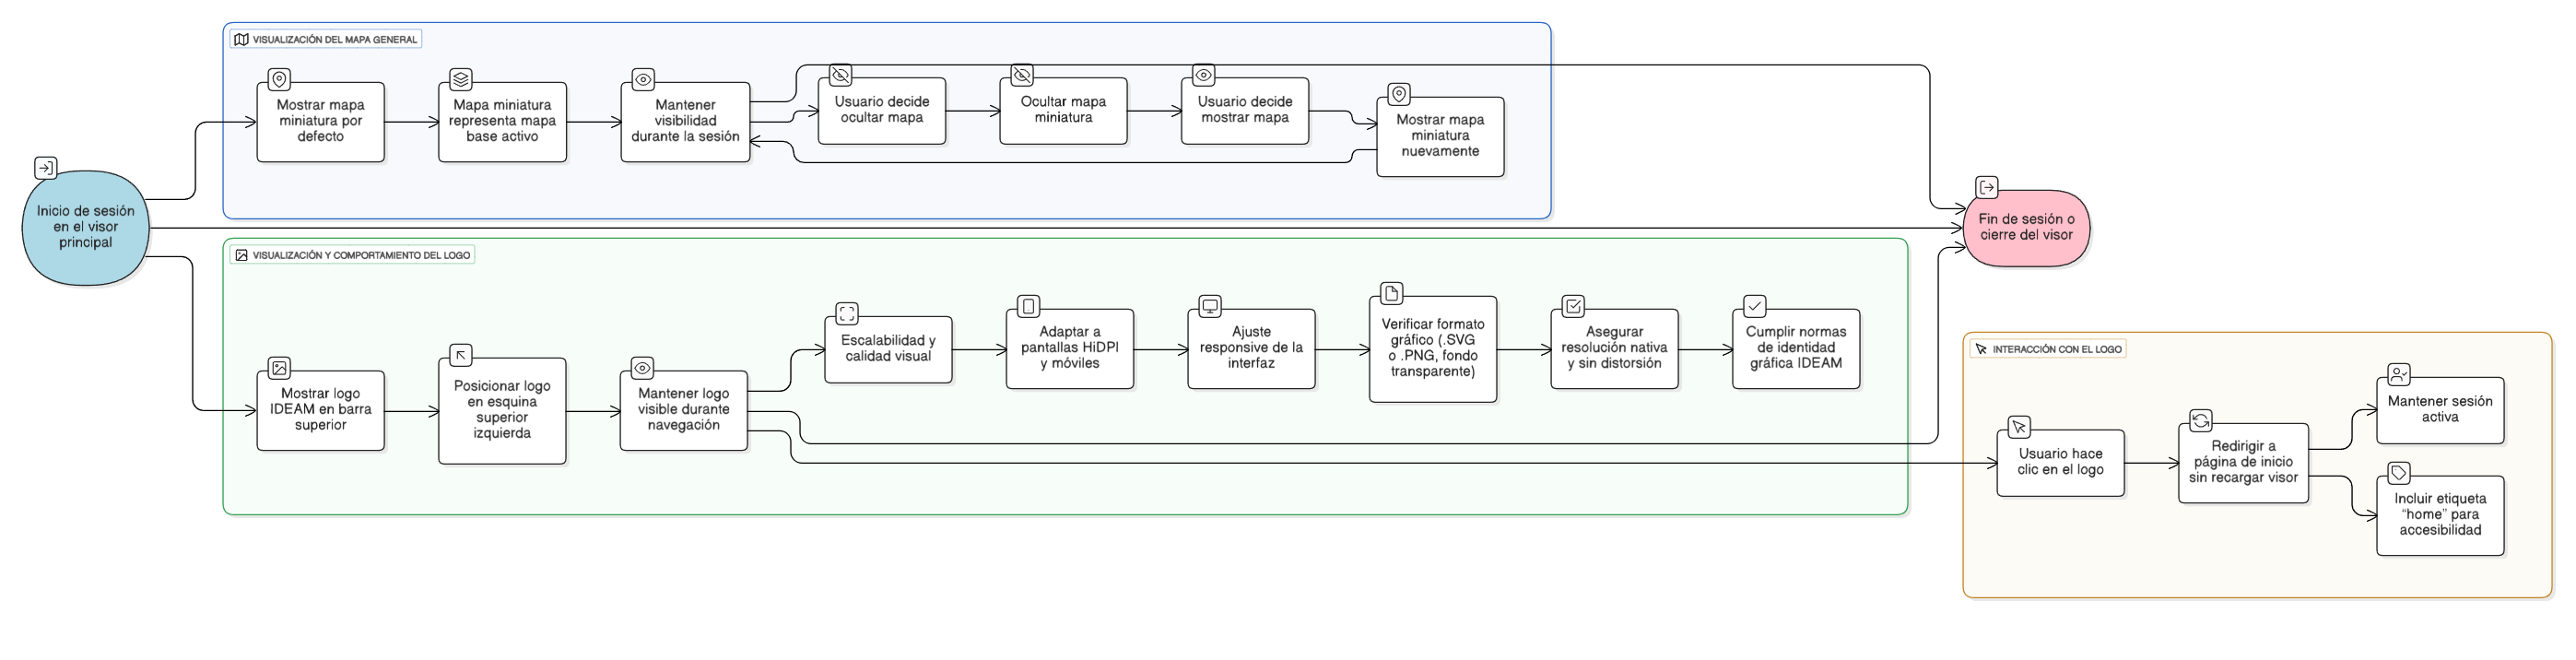 VISUALIZACIÓN DEL MAPA GENERAL
Mostrar mapa
miniatura por
defecto
Mapa miniatura
representa mapa
base activo
Mantener
visibilidad
durante la sesión
Usuario decide
ocultar mapa
Ocultar mapa
miniatura
Usuario decide
mostrar mapa
Mostrar mapa
miniatura
nuevamente
Inicio de sesión
en el visor
principal
Fin de sesión o
cierre del visor
VISUALIZACIÓN Y COMPORTAMIENTO DEL LOGO
Mostrar logo
IDEAM en barra
superior
Posicionar logo
en esquina
superior
izquierda
Mantener logo
visible durante
navegación
Escalabilidad y
calidad visual
Adaptar a
pantallas HiDPI
y móviles
Ajuste
responsive de la
interfaz
Verificar formato
gráfico (.SVG
o .PNG, fondo
transparente)
Asegurar
resolución nativa
y sin distorsión
Cumplir normas
de identidad
gráfica IDEAM
INTERACCIÓN CON EL LOGO
Usuario hace
clic en el logo
Redirigir a
página de inicio
sin recargar visor
Mantener sesión
activa
Incluir etiqueta
“home” para
accesibilidad